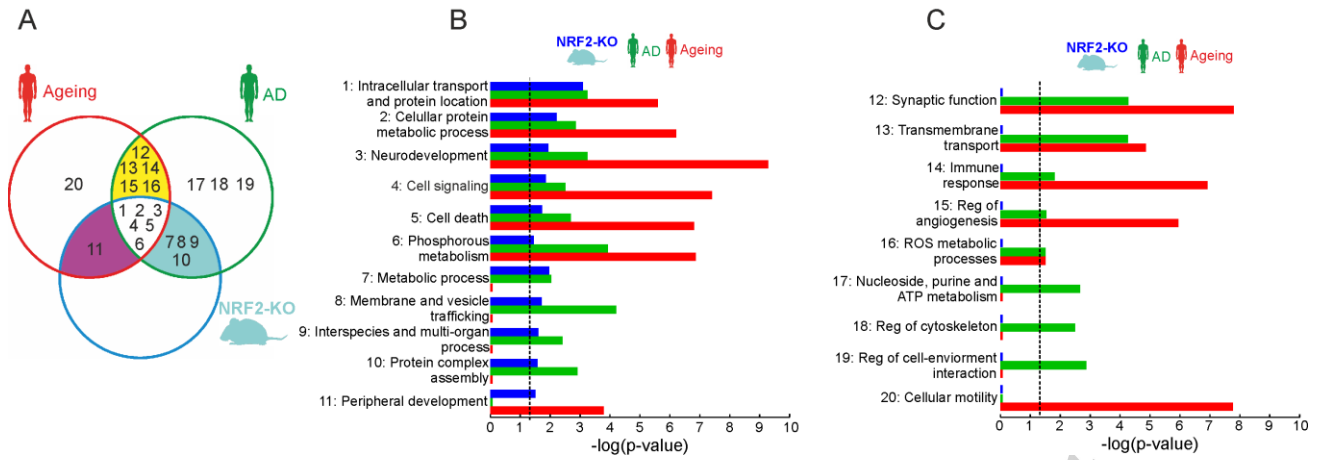 A
Ageing
AD
20
12
13 14
15 16
17 18 19
1 2 3
4 5
6
11
7 8 9
10
NRF2-KO
B
NRF2-KO
AD
Ageing
1: Intracellular transport
and protein location
2: Celullar protein
metabolic process
3: Neurodevelopment
4: Cell signaling
5: Cell death
6: Phosphorous
metabolism
7: Metabolic process
8: Membrane and vesicle
trafficking
9: Interspecies and multi-organ
process
10: Protein complex
assembly
11: Peripheral development
0 1 2 3 4 5 6 7 8 9 10
-log(p-value)
C
NRF2-KO
AD
Ageing
12: Synaptic function
13: Transmembrane
transport
14: Immune
response
15: Reg of
angiogenesis
16: ROS metabolic
processes
17: Nucleoside, purine and
ATP metabolism
18: Reg of cytoskeleton
19: Reg of cell-enviorment
interaction
20: Cellular motility
0 1 2 3 4 5 6 7 8 9 10
-log(p-value)